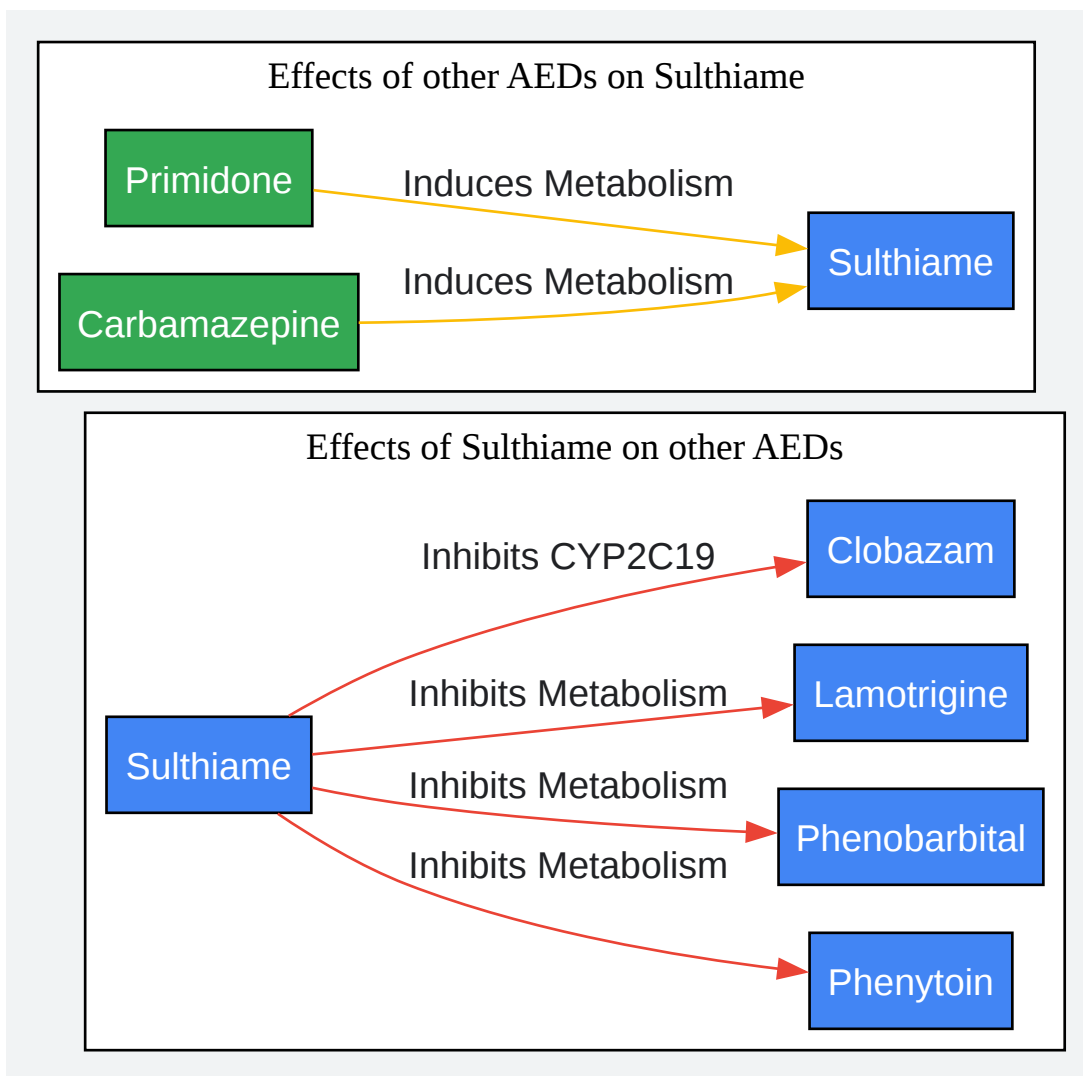 Effects of other AEDs on Sulthiame
Primidone
Induces Metabolism
Sulthiame
Induces Metabolism
Carbamazepine
Effects of Sulthiame on other AEDs
Inhibits CYP2C19
Clobazam
Inhibits Metabolism
Lamotrigine
Sulthiame
Inhibits Metabolism
Phenobarbital
Inhibits Metabolism
Phenytoin